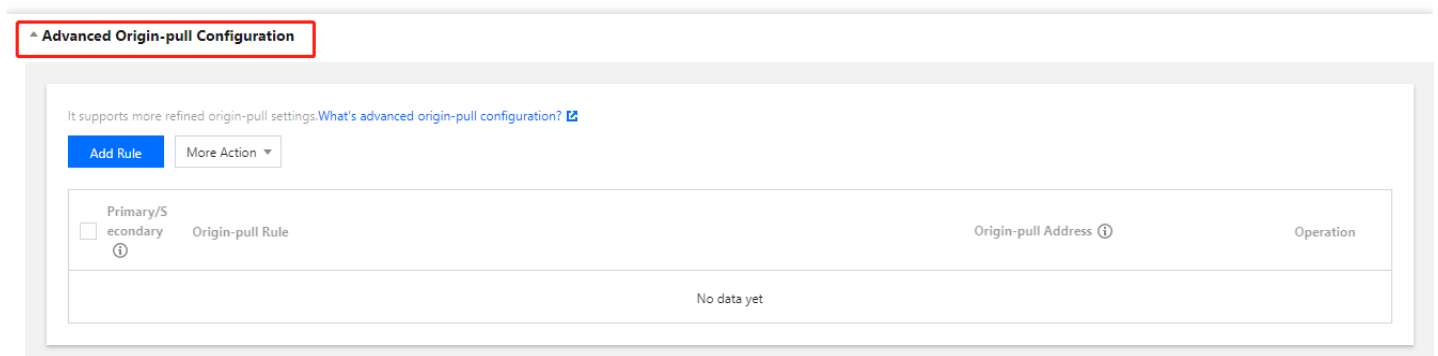 Advanced Origin-pull Configuration
It supports more refined origin-pull settings.What's advanced origin-pull configuration?
Add Rule
More Action
Primary/S
econdary
Origin-pull Rule
Origin-pull Address
Operation
No data yet